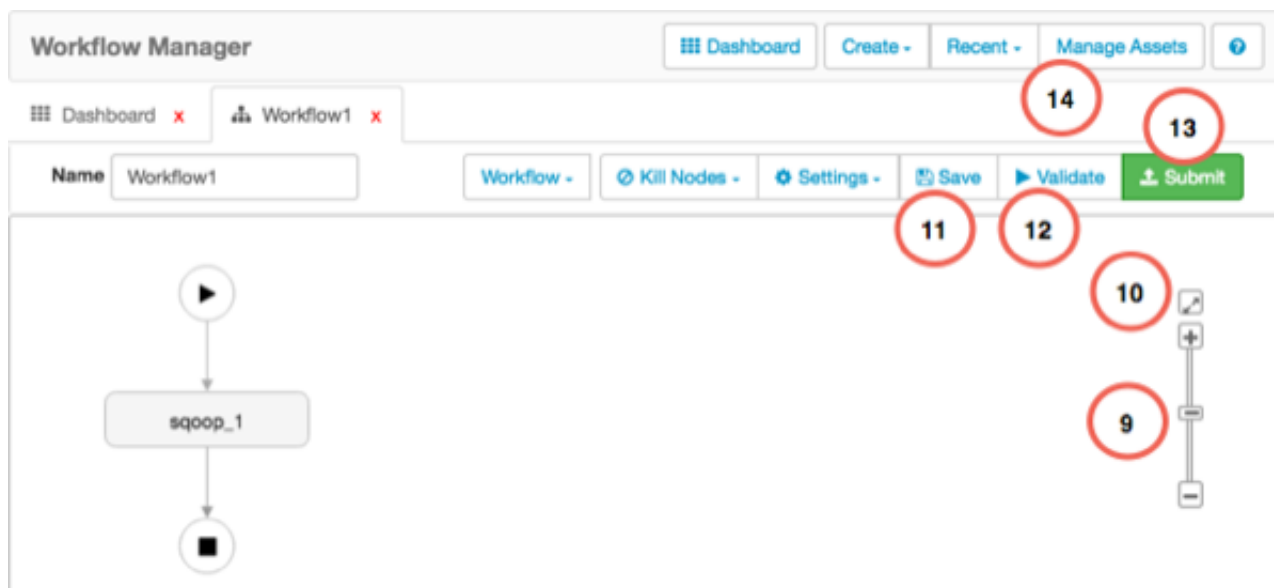 Workflow Manager
Dashboard
Create
Recent
Manage Assets
?
14
13
Dashboard x
Workflow1 x
Name
Workflow1
Workflow
Kill Nodes
Settings
Save
Validate
Submit
11
12
10
9
sqoop_1